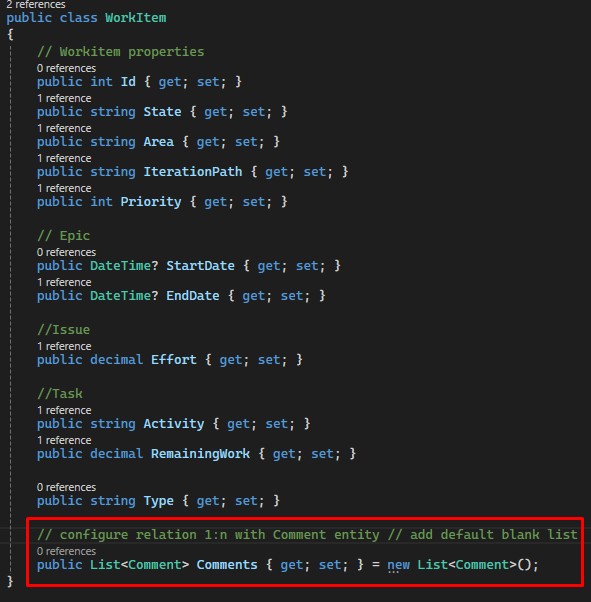 2 references
public class WorkItem
{
// Workitem properties
0 references
public int Id { get; set; }
1 reference
public string State { get; set; }
1 reference
public string Area { get; set; }
1 reference
public string IterationPath { get; set; }
1 reference
public int Priority { get; set; }
// Epic
0 references
public DateTime? StartDate { get; set; }
1 reference
public DateTime? EndDate { get; set; }
//Issue
1 reference
public decimal Effort { get; set; }
//Task
1 reference
public string Activity { get; set; }
1 reference
public decimal RemainingWork { get; set; }
0 references
public string Type { get; set; }
// configure relation 1:n with Comment entity // add default blank list
0 references
public List<Comment> Comments { get; set; } = new List<Comment>();
}